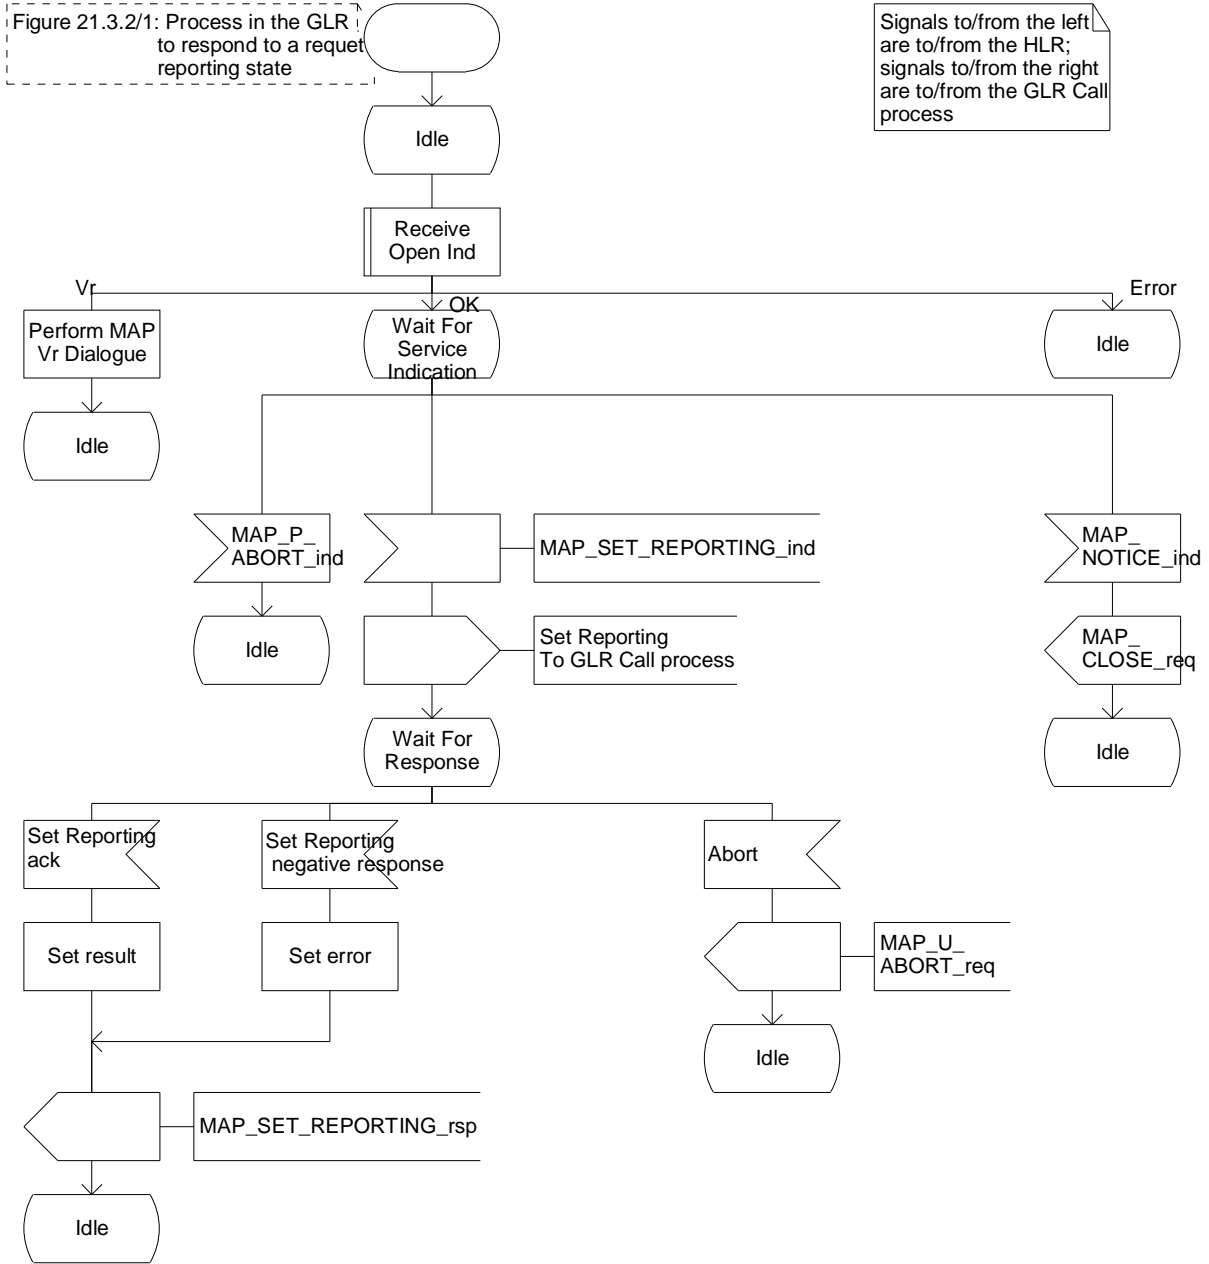 Figure 21.3.2/1: Process in the GLR
to respond to a requet
reporting state
Signals to/from the left
are to/from the HLR;
signals to/from the right
are to/from the GLR Call
process
Idle
Receive
Open Ind
Vr
OK
Error
Perform MAP
Vr Dialogue
Wait For
Service
Indication
Idle
Idle
MAP_P_
ABORT_ind
MAP_SET_REPORTING_ind
MAP_
NOTICE_ind
Idle
Set Reporting
To GLR Call process
MAP_
CLOSE_req
Wait For
Response
Idle
Set Reporting
ack
Set Reporting
negative response
Abort
Set result
Set error
MAP_U_
ABORT_req
Idle
MAP_SET_REPORTING_rsp
Idle